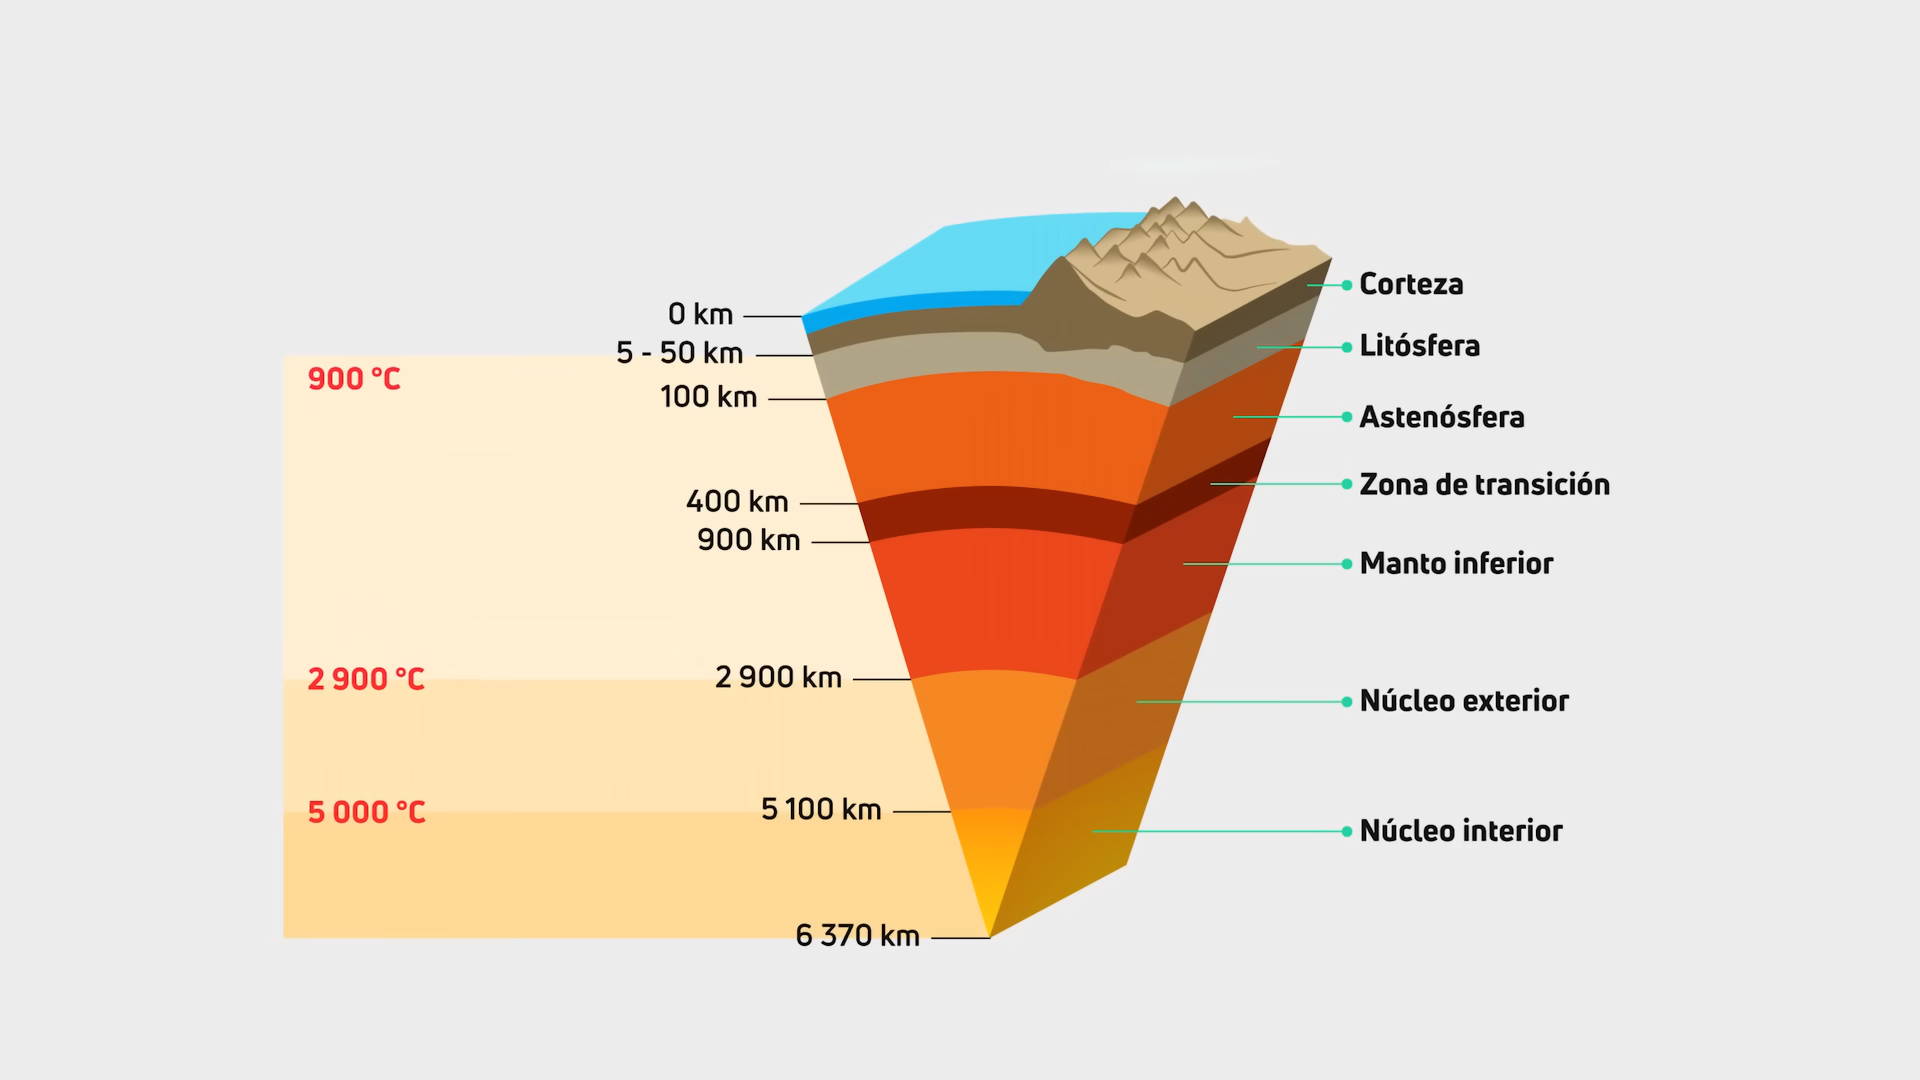 0 km
5 - 50 km
100 km
400 km
900 km
2 900 km
5 100 km
6 370 km
900 °C
2 900 °C
5 000 °C
Corteza
Litósfera
Astenósfera
Zona de transición
Manto inferior
Núcleo exterior
Núcleo interior